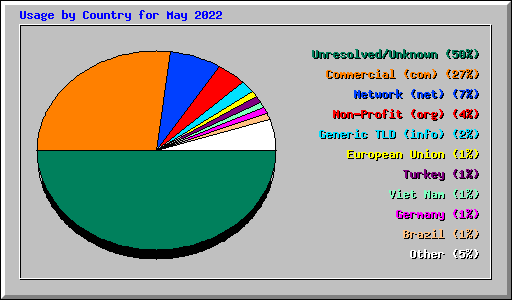 Usage by Country for May 2022
Unresolved/Unknown (50%)
Commercial (com) (27%)
Network (net) (7%)
Non-Profit (org) (4%)
Generic TLD (info) (2%)
European Union (1%)
Turkey (1%)
Viet Nam (1%)
Germany (1%)
Brazil (1%)
Other (5%)